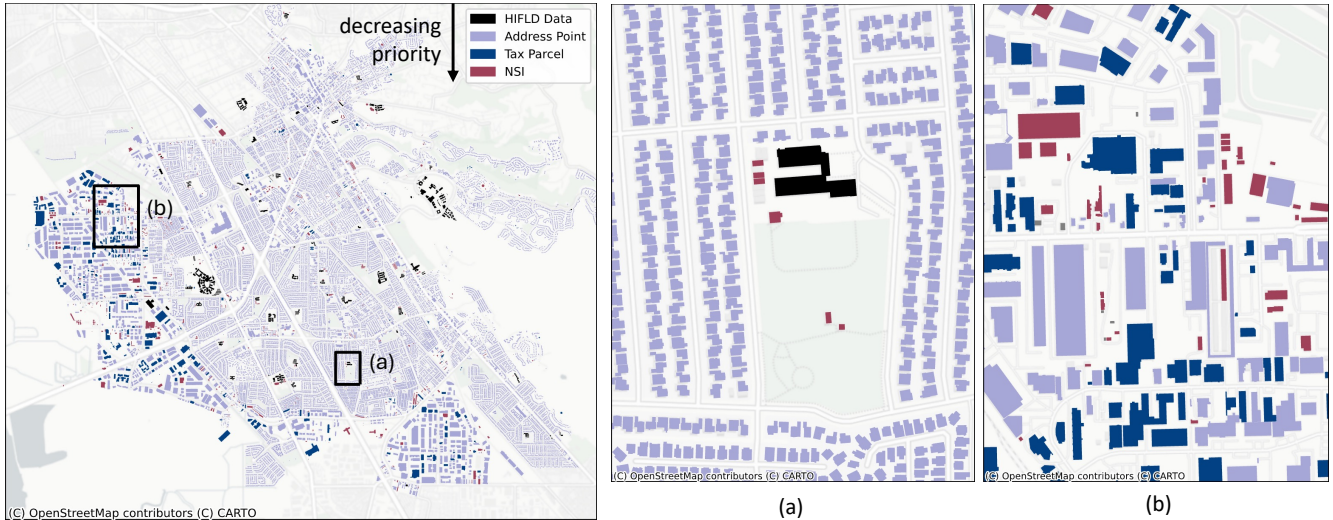 decreasing
priority
HIFLD Data
Address Point
Tax Parcel
NSI
(b)
(a)
(C) OpenStreetMap contributors (C) CARTO
(C) OpenStreetMap contributors (C) CARTO
(C) OpenStreetMap contributors (C) CARTO
(a)
(b)